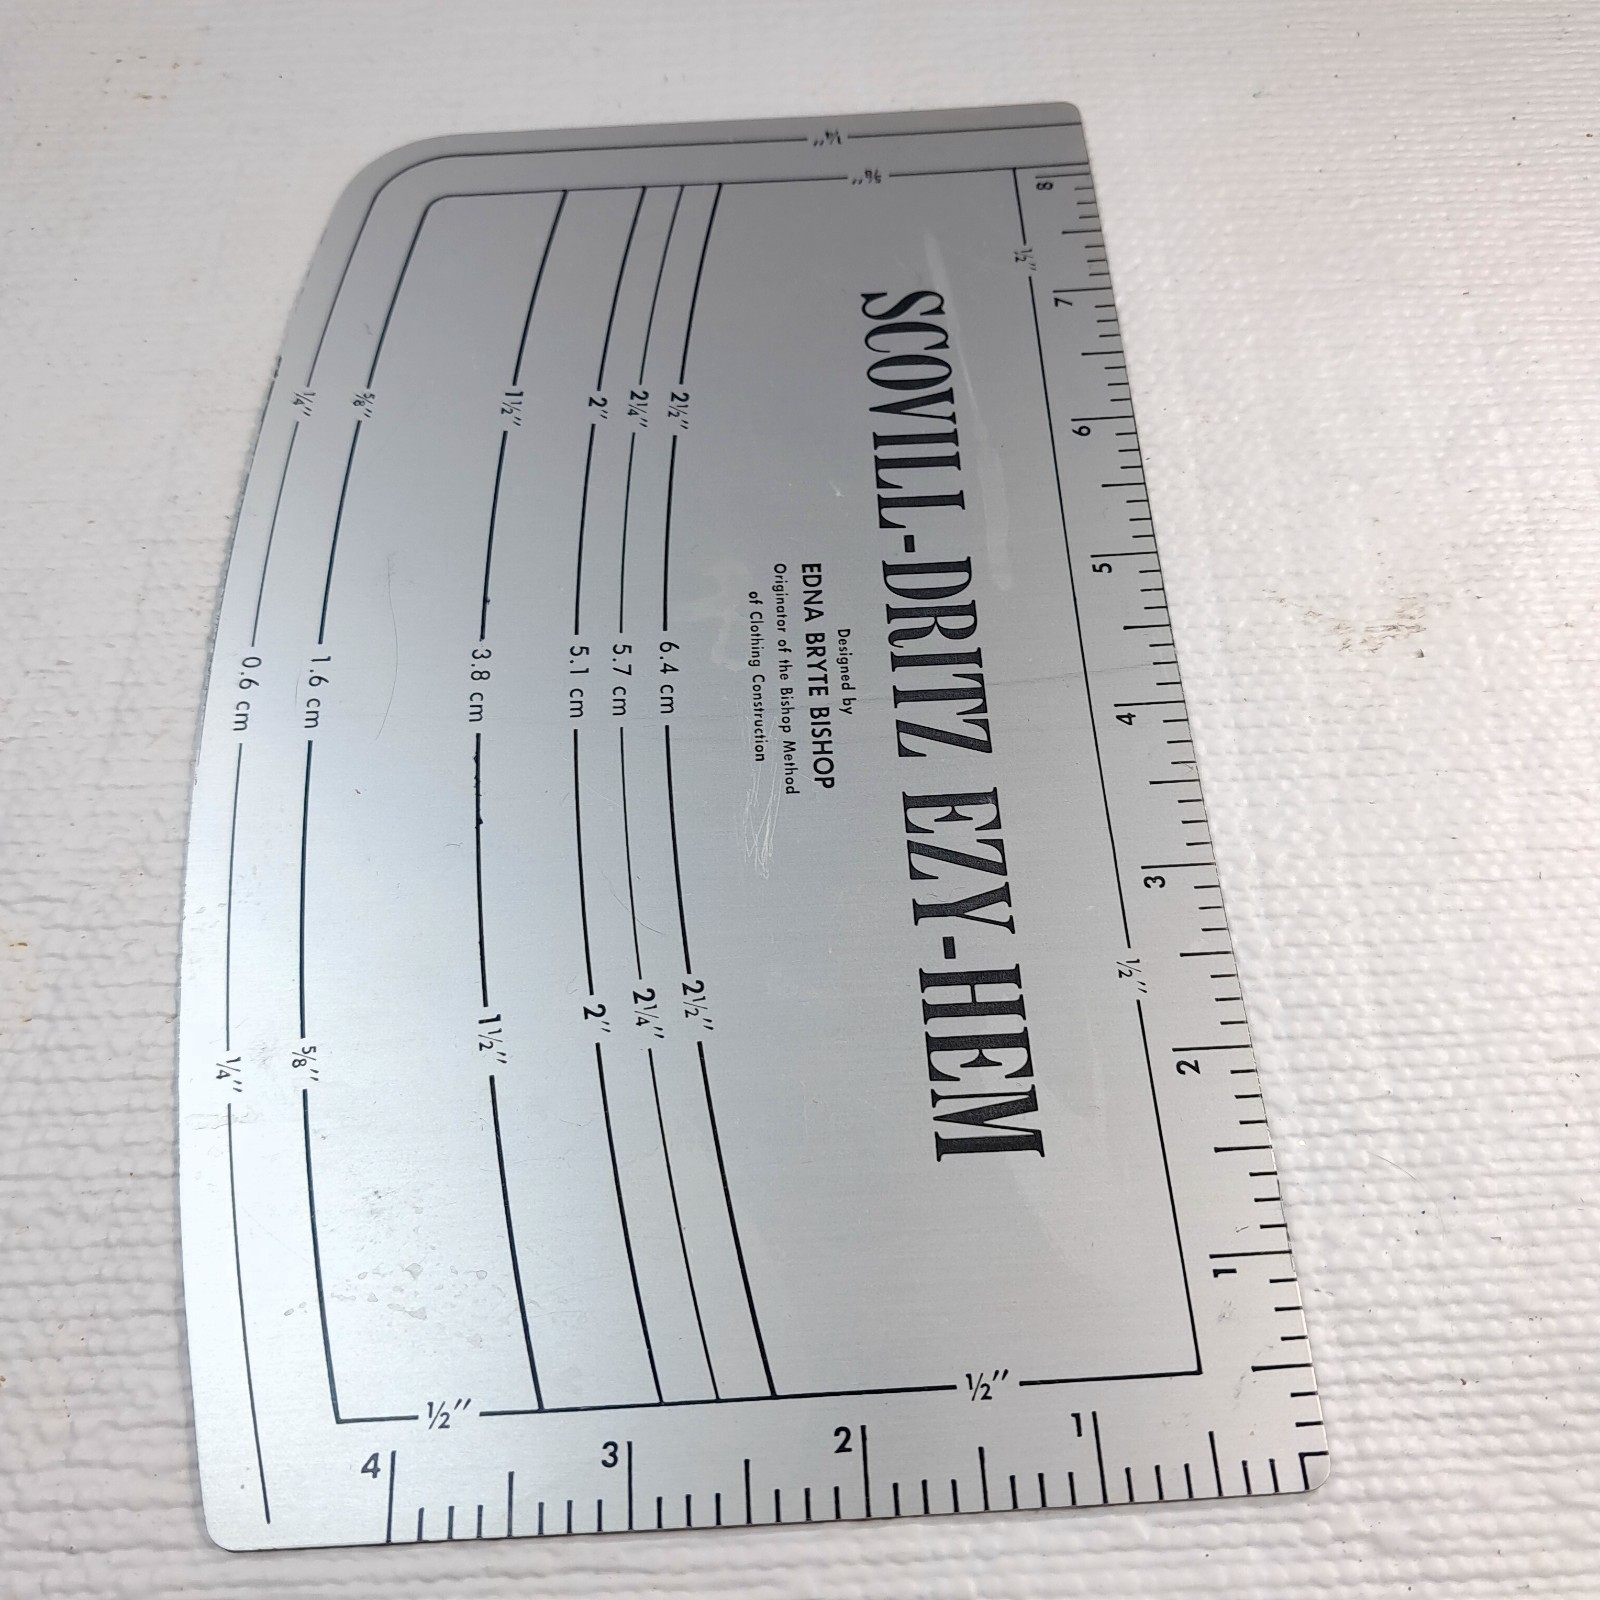 SCOVILL-DRITZ EZY-HEM
Designed by
EDNA BRYTE BISHOP
Originator of the Bishop Method
of Clothing Construction
8 7 6 5 4 3 2 1
½" ½"
2½" 6.4 cm 2½"
2¼" 5.7 cm 2¼"
2" 5.1 cm 2"
1½" 3.8 cm 1½"
⅝" 1.6 cm ⅝"
¼" 0.6 cm ¼"
¼"
⅝"
½" ½"
4 3 2 1